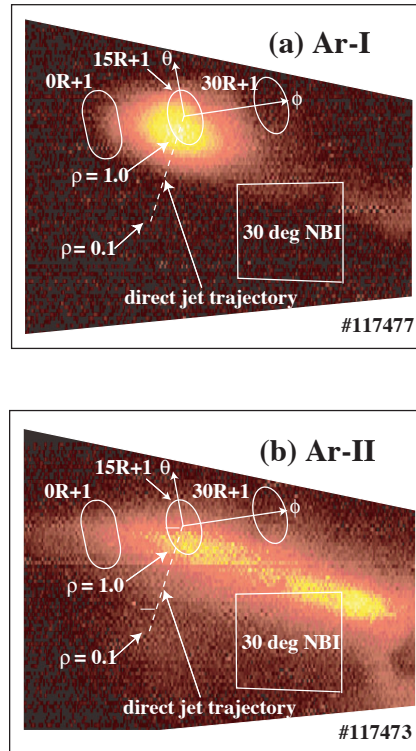 (a) Ar-I
θ
15R+1
30R+1
0R+1
ϕ
ρ = 1.0
ρ = 0.1
30 deg NBI
direct jet trajectory
#117477
(b) Ar-II
15R+1
θ
0R+1
30R+1
ϕ
ρ = 1.0
ρ = 0.1
30 deg NBI
direct jet trajectory
#117473